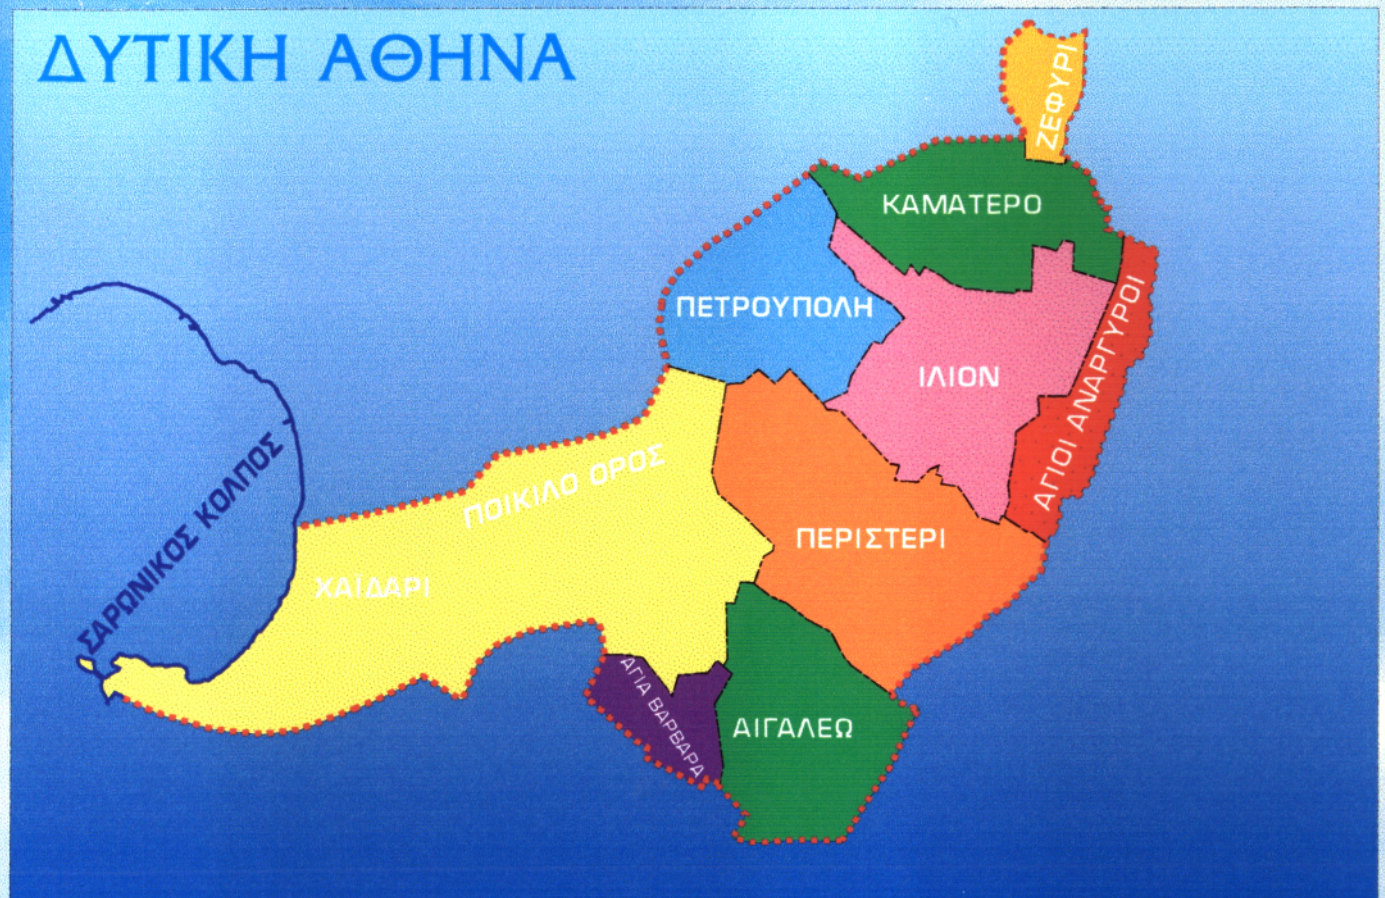 ΔΥΤΙΚΗ ΑΘΗΝΑ
ΖΕΦΥΡΙ
ΚΑΜΑΤΕΡΟ
ΠΕΤΡΟΥΠΟΛΗ
ΙΛΙΟΝ
ΑΓΙΟΙ ΑΝΑΡΓΥΡΟΙ
ΠΟΙΚΙΛΟ ΟΡΟΣ
ΣΑΡΩΝΙΚΟΣ ΚΟΛΠΟΣ
ΠΕΡΙΣΤΕΡΙ
ΧΑΪΔΑΡΙ
ΑΓΙΑ ΒΑΡΒΑΡΑ
ΑΙΓΑΛΕΩ